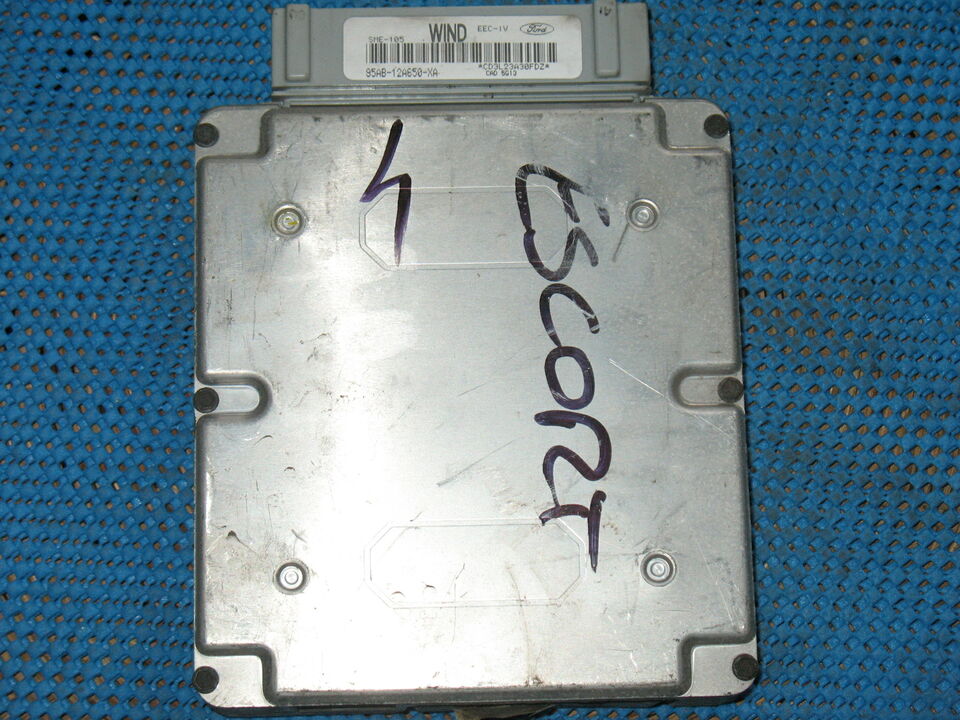 WIND EEC-IV Ford
SME-105
95AB-12A650-XA *CD3L23A30FDZ*
CAD 5G13
4
ESCORT